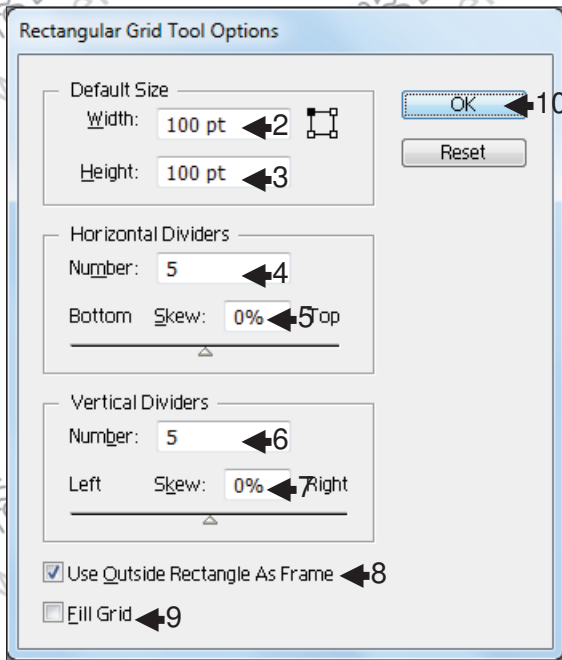 Rectangular Grid Tool Options
Default Size
Width: 100 pt 2
OK 10
Height: 100 pt 3
Reset
Horizontal Dividers
Number: 5 4
Bottom Skew: 0% 5 Top
Vertical Dividers
Number: 5 6
Left Skew: 0% 7 Right
Use Outside Rectangle As Frame 8
Fill Grid 9